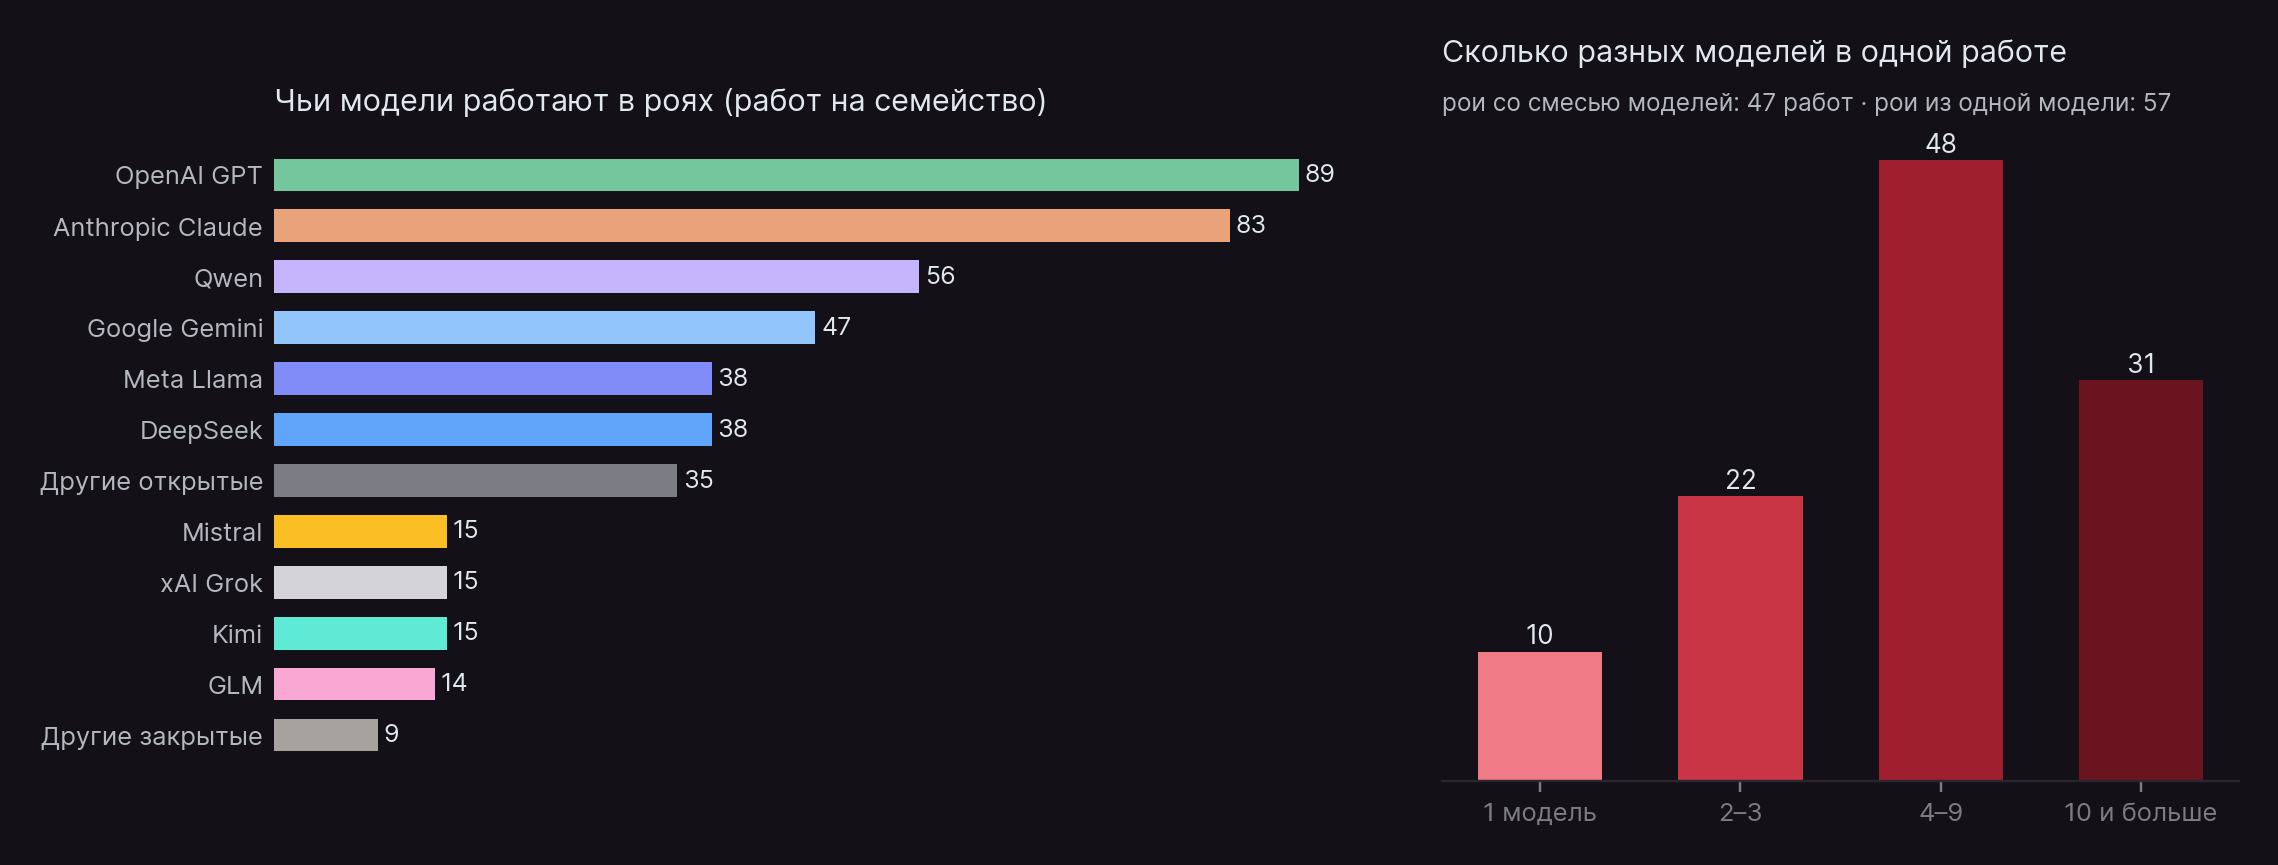 Чьи модели работают в роях (работ на семейство)
OpenAI GPT 89
Anthropic Claude 83
Qwen 56
Google Gemini 47
Meta Llama 38
DeepSeek 38
Другие открытые 35
Mistral 15
xAI Grok 15
Kimi 15
GLM 14
Другие закрытые 9
Сколько разных моделей в одной работе
рои со смесью моделей: 47 работ · рои из одной модели: 57
10
22
48
31
1 модель
2–3
4–9
10 и больше